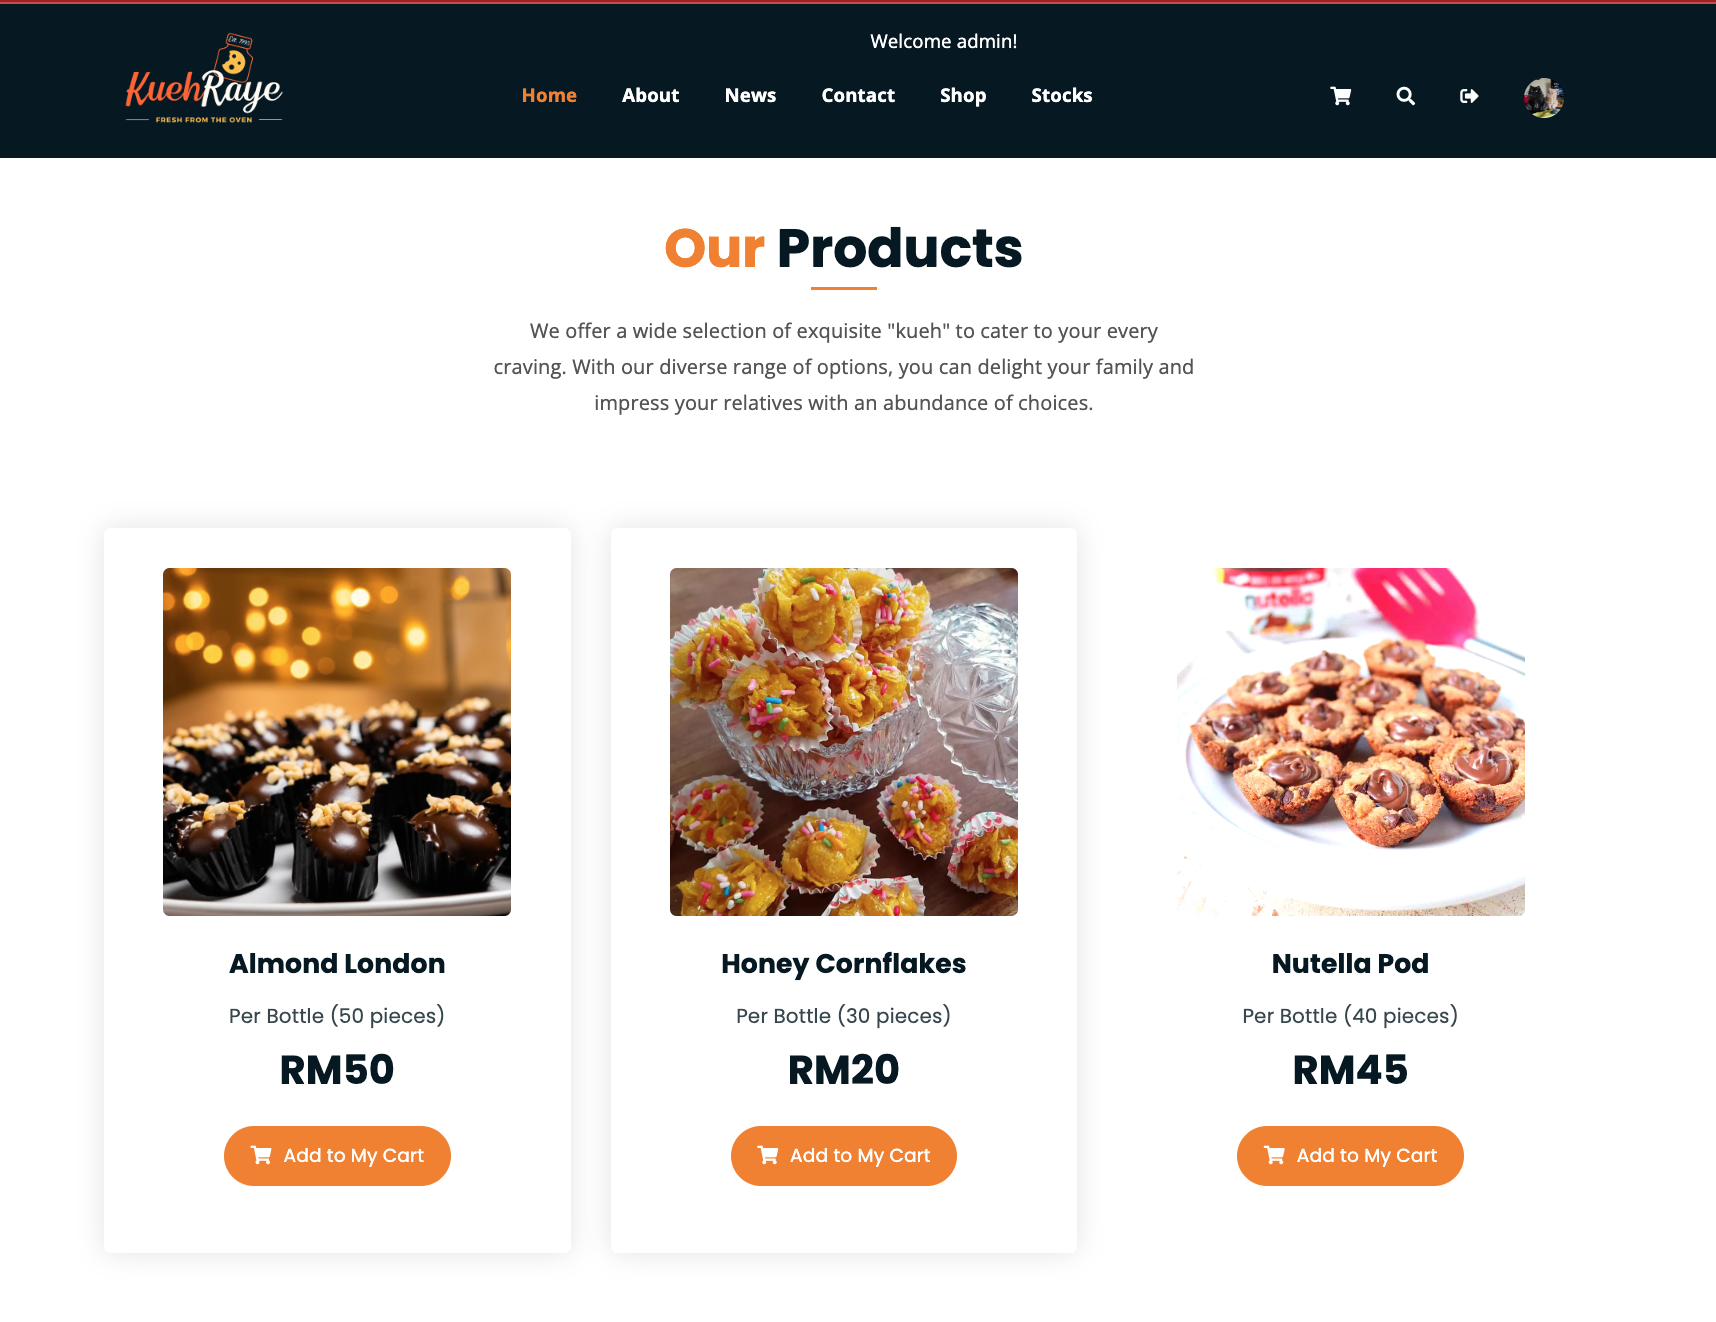 Est. 1995
KuehRaye
FRESH FROM THE OVEN
Welcome admin!
Home About News Contact Shop Stocks
Our Products
We offer a wide selection of exquisite "kueh" to cater to your every
craving. With our diverse range of options, you can delight your family and
impress your relatives with an abundance of choices.
nutella
Almond London
Per Bottle (50 pieces)
RM50
Add to My Cart
Honey Cornflakes
Per Bottle (30 pieces)
RM20
Add to My Cart
Nutella Pod
Per Bottle (40 pieces)
RM45
Add to My Cart